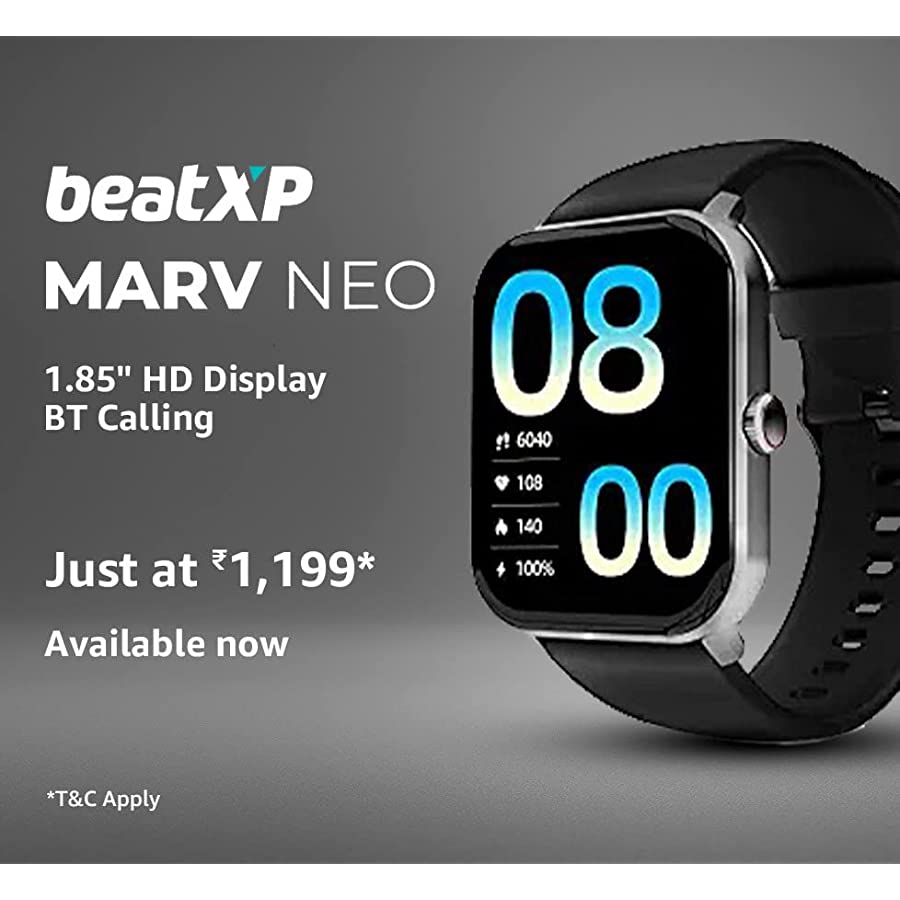 beatXP
MARV NEO
1.85" HD Display
BT Calling
Just at ₹1,199*
Available now
*T&C Apply
08
6040
108
140
100%
00